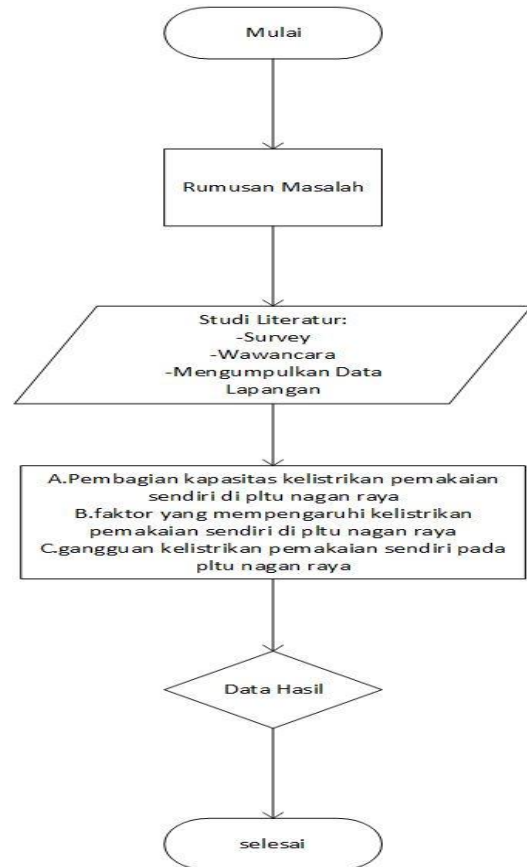 Mulai
Rumusan Masalah
Studi Literatur:
-Survey
-Wawancara
-Mengumpulkan Data
Lapangan
A.Pembagian kapasitas kelistrikan pemakaian
sendiri di pltu nagan raya
B.faktor yang mempengaruhi kelistrikan
pemakaian sendiri di pltu nagan raya
C.gangguan kelistrikan pemakaian sendiri pada
pltu nagan raya
Data Hasil
selesai